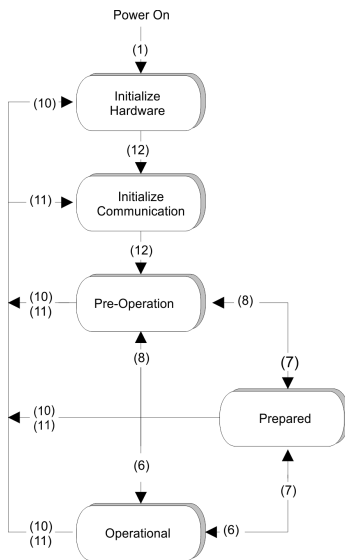 Power On
(1)
Initialize
Hardware
(10)
(12)
Initialize
Communication
(11)
(12)
Pre-Operation
(10)
(11)
(8)
(8)
(7)
Prepared
(10)
(11)
(6)
(7)
Operational
(6)
(10)
(11)